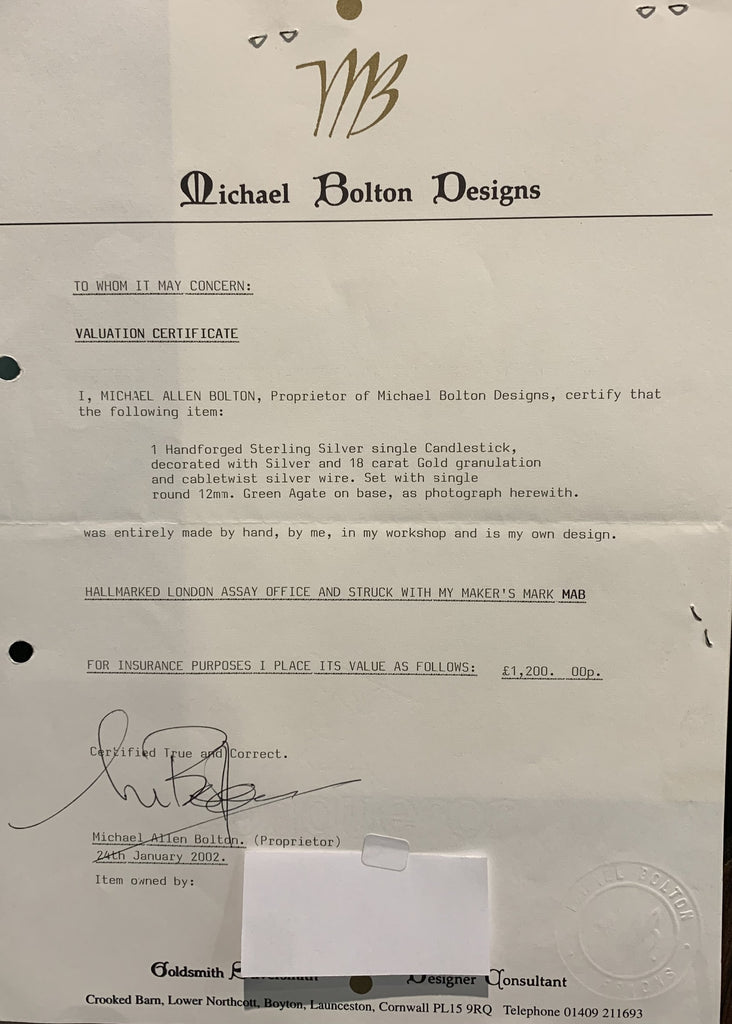 MB
Michael Bolton Designs
TO WHOM IT MAY CONCERN:
VALUATION CERTIFICATE
I, MICHAEL ALLEN BOLTON, Proprietor of Michael Bolton Designs, certify that
the following item:
1 Handforged Sterling Silver single Candlestick,
decorated with Silver and 18 carat Gold granulation
and cabletwist silver wire. Set with single
round 12mm. Green Agate on base, as photograph herewith.
was entirely made by hand, by me, in my workshop and is my own design.
HALLMARKED LONDON ASSAY OFFICE AND STRUCK WITH MY MAKER'S MARK MAB
FOR INSURANCE PURPOSES I PLACE ITS VALUE AS FOLLOWS: £1,200. 00p.
Certified True and Correct.
Michael Allen Bolton. (Proprietor)
24th January 2002.
Item owned by:
BOLTON
Goldsmith Designer Consultant
Crooked Barn, Lower Northcott, Boyton, Launceston, Cornwall PL15 9RQ Telephone 01409 211693